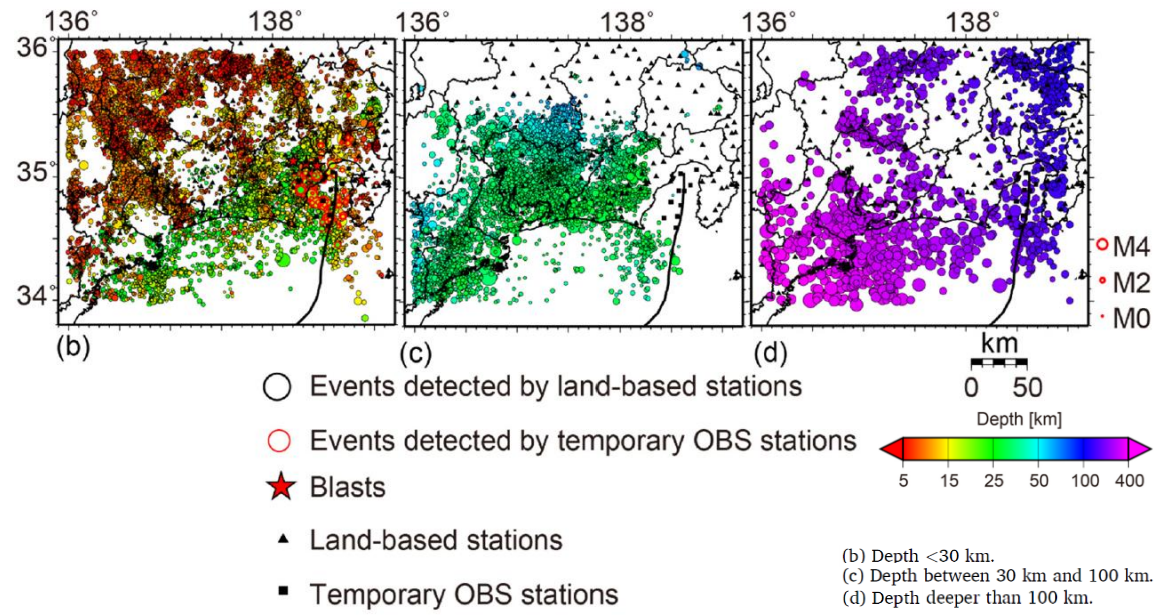 136° 138° 136° 138° 138°
36°
35°
34°
M4
M2
M0
(b) (c) (d)
km
0 50
Events detected by land-based stations
Depth [km]
Events detected by temporary OBS stations
5 15 25 50 100 400
Blasts
Land-based stations
(b) Depth <30 km.
(c) Depth between 30 km and 100 km.
Temporary OBS stations
(d) Depth deeper than 100 km.